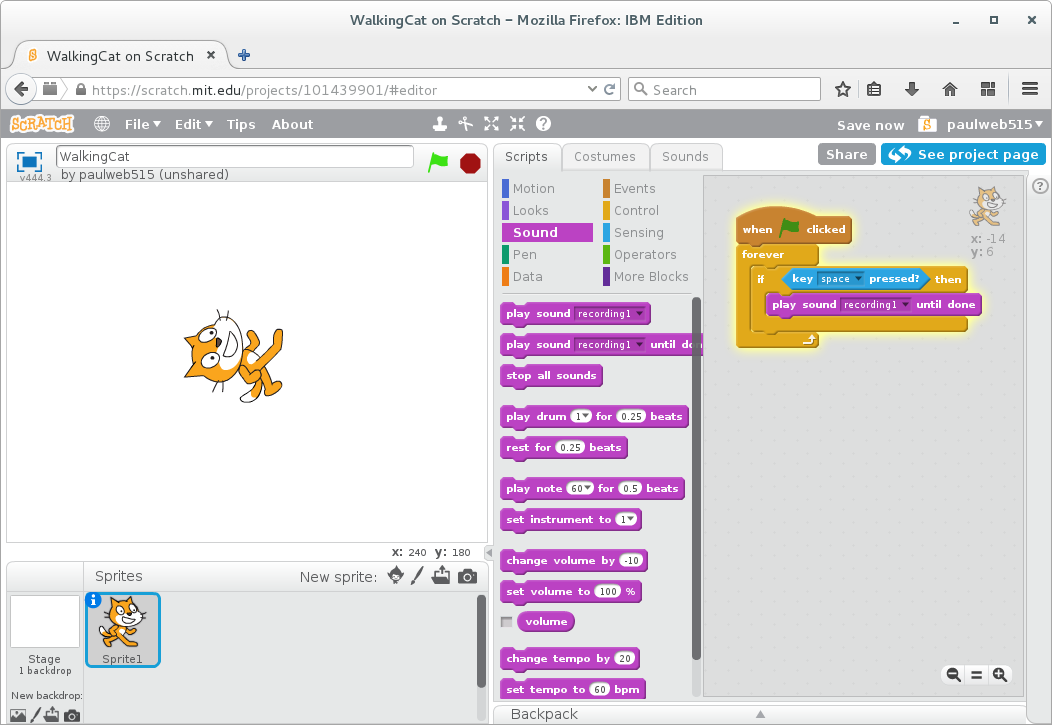 WalkingCat on Scratch – Mozilla Firefox: IBM Edition
WalkingCat on Scratch
https://scratch.mit.edu/projects/101439901/#editor
Search
SCRATCH
File
Edit
Tips
About
Save now
paulweb515
v444.3
WalkingCat
by paulweb515 (unshared)
Scripts
Costumes
Sounds
Share
See project page
Motion
Events
Looks
Control
Sound
Sensing
Pen
Operators
Data
More Blocks
play sound recording1
play sound recording1 until don
stop all sounds
play drum 1 for 0.25 beats
rest for 0.25 beats
play note 60 for 0.5 beats
set instrument to 1
change volume by -10
set volume to 100 %
volume
change tempo by 20
set tempo to 60 bpm
when clicked
forever
if key space pressed? then
play sound recording1 until done
x: -14
y: 6
x: 240 y: 180
Sprites
New sprite:
Sprite1
Stage
1 backdrop
New backdrop:
Backpack